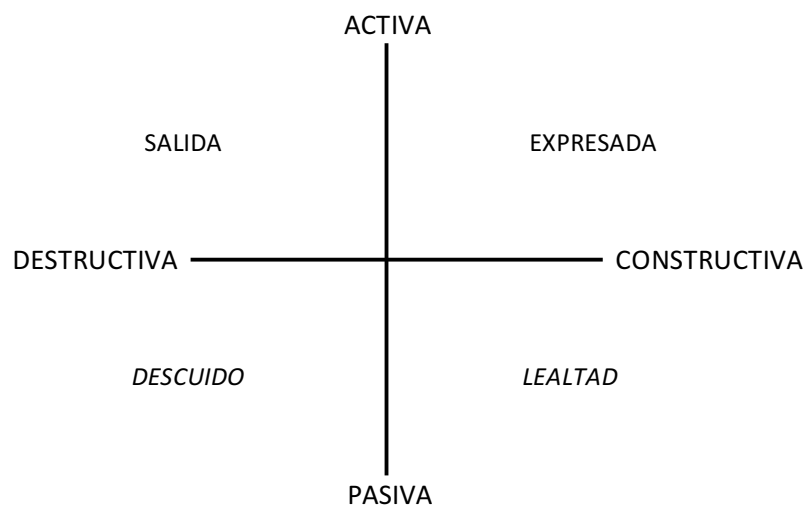 ACTIVA
SALIDA
EXPRESADA
DESTRUCTIVA
CONSTRUCTIVA
DESCUIDO
LEALTAD
PASIVA